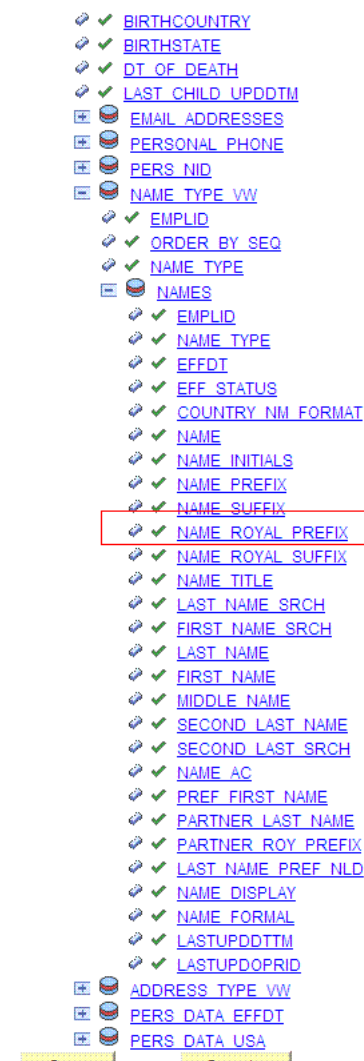 BIRTHCOUNTRY
BIRTHSTATE
DT_OF_DEATH
LAST_CHILD_UPDDTM
EMAIL_ADDRESSES
PERSONAL_PHONE
PERS_NID
NAME_TYPE_VW
EMPLID
ORDER_BY_SEQ
NAME_TYPE
NAMES
EMPLID
NAME_TYPE
EFFDT
EFF_STATUS
COUNTRY_NM_FORMAT
NAME
NAME_INITIALS
NAME_PREFIX
NAME_SUFFIX
NAME_ROYAL_PREFIX
NAME_ROYAL_SUFFIX
NAME_TITLE
LAST_NAME_SRCH
FIRST_NAME_SRCH
LAST_NAME
FIRST_NAME
MIDDLE_NAME
SECOND_LAST_NAME
SECOND_LAST_SRCH
NAME_AC
PREF_FIRST_NAME
PARTNER_LAST_NAME
PARTNER_ROY_PREFIX
LAST_NAME_PREF_NLD
NAME_DISPLAY
NAME_FORMAL
LASTUPDDTTM
LASTUPDOPRID
ADDRESS_TYPE_VW
PERS_DATA_EFFDT
PERS_DATA_USA